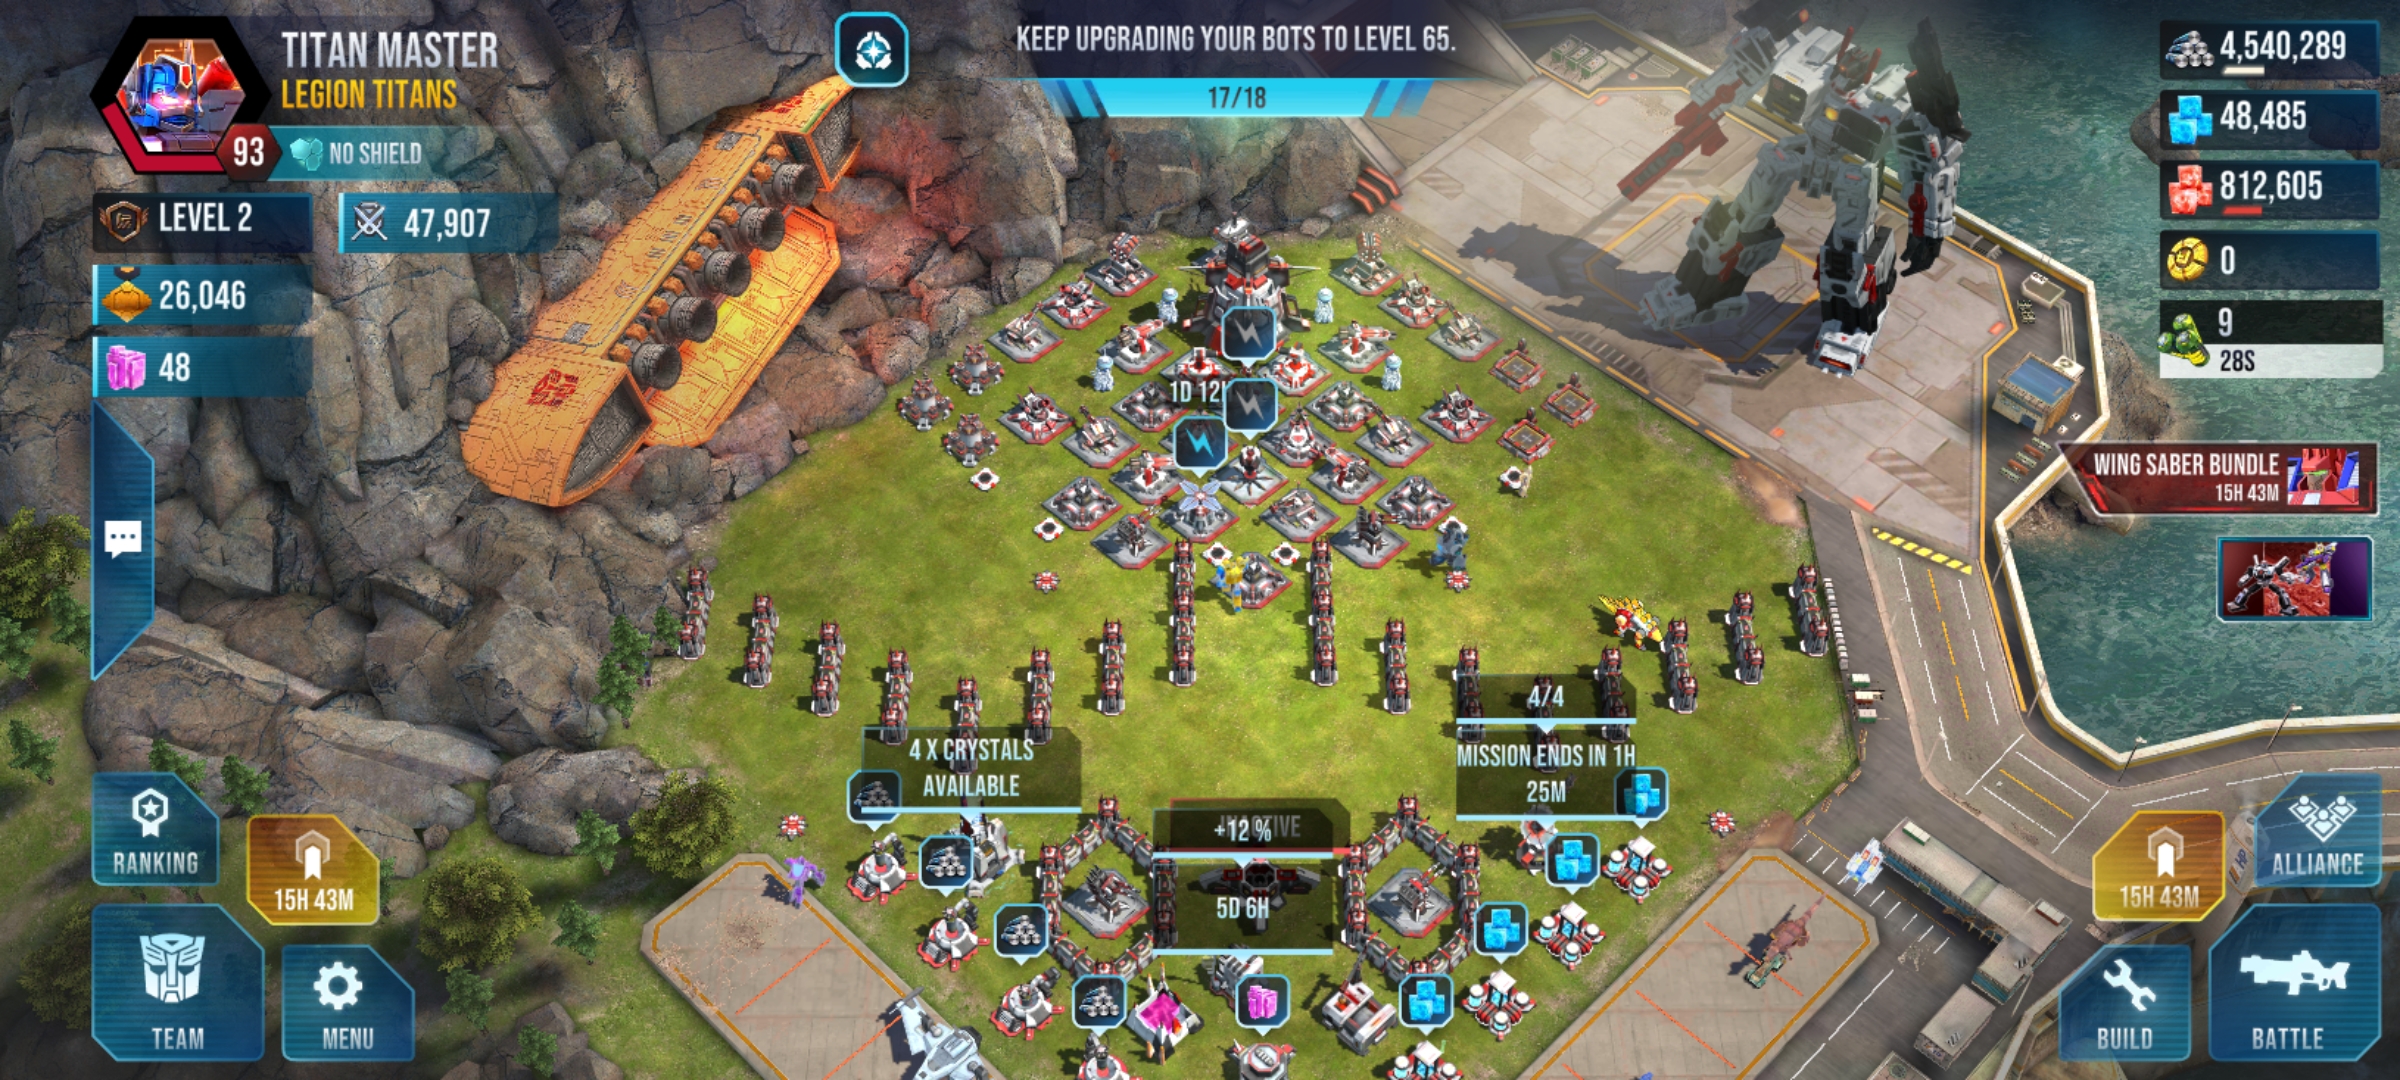 TITAN MASTER
LEGION TITANS
93
NO SHIELD
LEVEL 2
47,907
26,046
48
KEEP UPGRADING YOUR BOTS TO LEVEL 65.
17/18
4,540,289
48,485
812,605
0
9
28S
WING SABER BUNDLE
15H 43M
1D 12
4 X CRYSTALS
AVAILABLE
4/4
MISSION ENDS IN 1H
25M
+12 %
5D 6H
RANKING
15H 43M
TEAM
MENU
ALLIANCE
15H 43M
BUILD
BATTLE